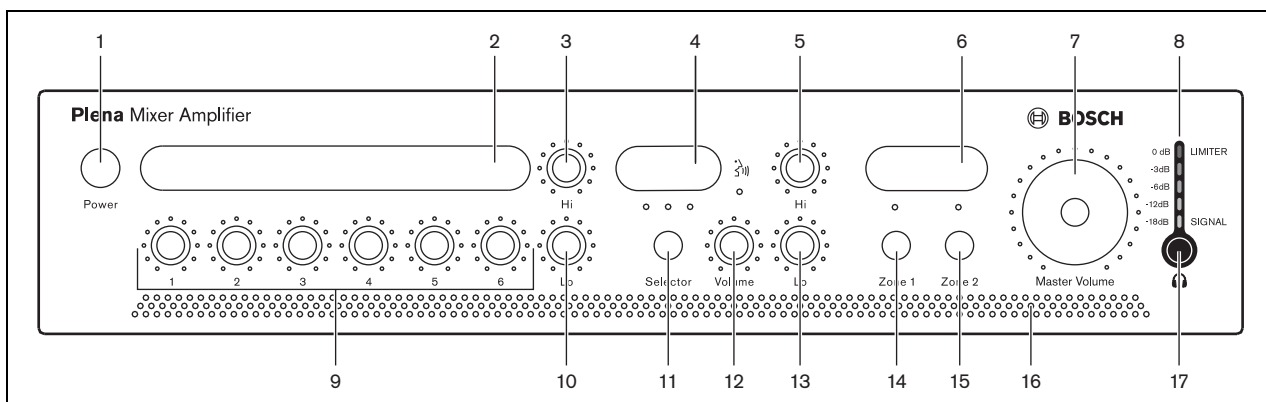 1 2 3 4 5 6 7 8
Plena Mixer Amplifier
BOSCH
0 dB LIMITER
-3dB
-6dB
-12dB
-18dB SIGNAL
Power
Hi
Hi
1 2 3 4 5 6 Lo Selector Volume Lo Zone 1 Zone 2 Master Volume
9 10 11 12 13 14 15 16 17